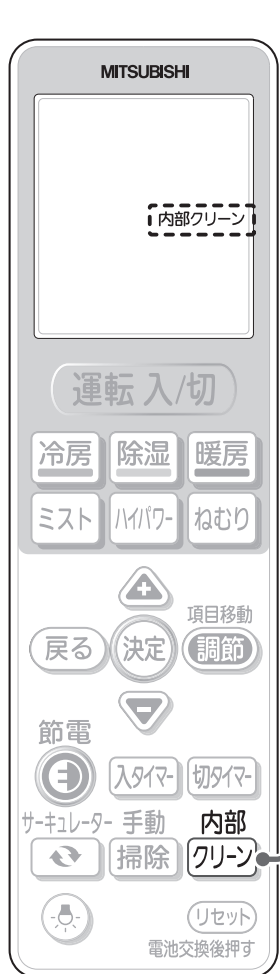 MITSUBISHI
内部クリーン
運転 入/切
冷房 除湿 暖房
ミスト ハイパワー ねむり
項目移動
戻る 決定 調節
節電
入タイマー 切タイマー
サーキュレーター 手動 内部
掃除 クリーン
リセット
電池交換後押す